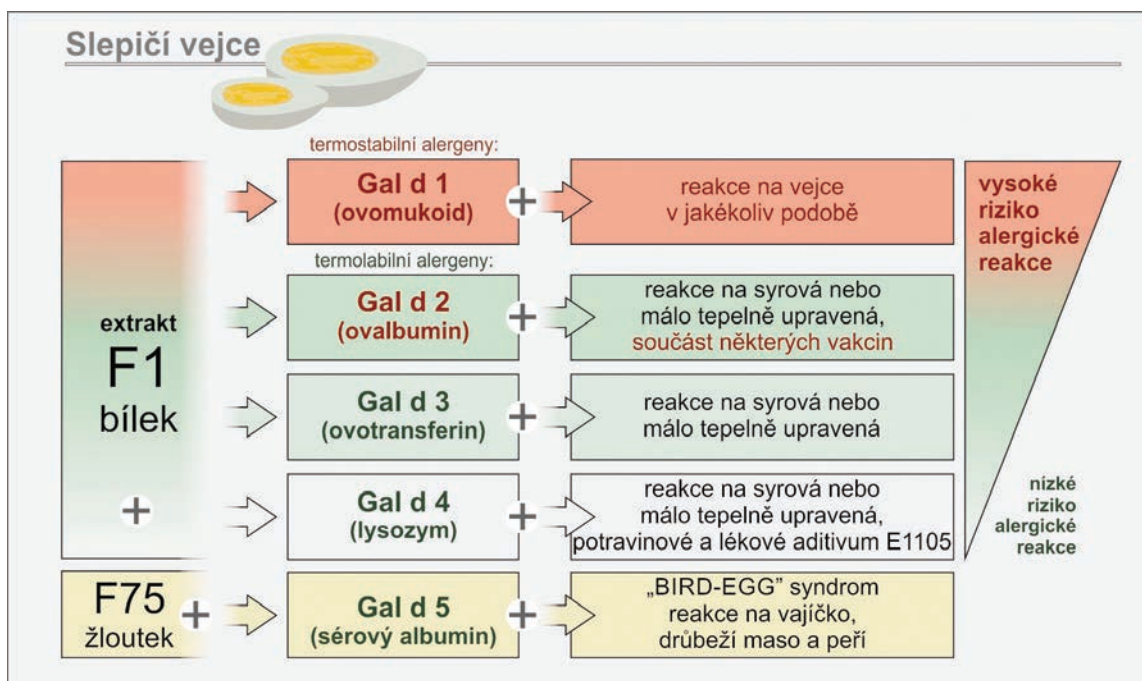 Slepičí vejce
termostabilní alergeny:
Gal d 1
(ovomukoid)
+
reakce na vejce
v jakékoliv podobě
vysoké
riziko
alergické
reakce
termolabilní alergeny:
extrakt
F1
bílek
+
Gal d 2
(ovalbumin)
+
reakce na syrová nebo
málo tepelně upravená,
součást některých vakcin
Gal d 3
(ovotransferin)
+
reakce na syrová nebo
málo tepelně upravená
Gal d 4
(lysozym)
+
reakce na syrová nebo
málo tepelně upravená,
potravinové a lékové aditivum E1105
nízké
riziko
alergické
reakce
F75
žloutek
+
Gal d 5
(sérový albumin)
+
„BIRD-EGG” syndrom
reakce na vajíčko,
drůbeží maso a peří